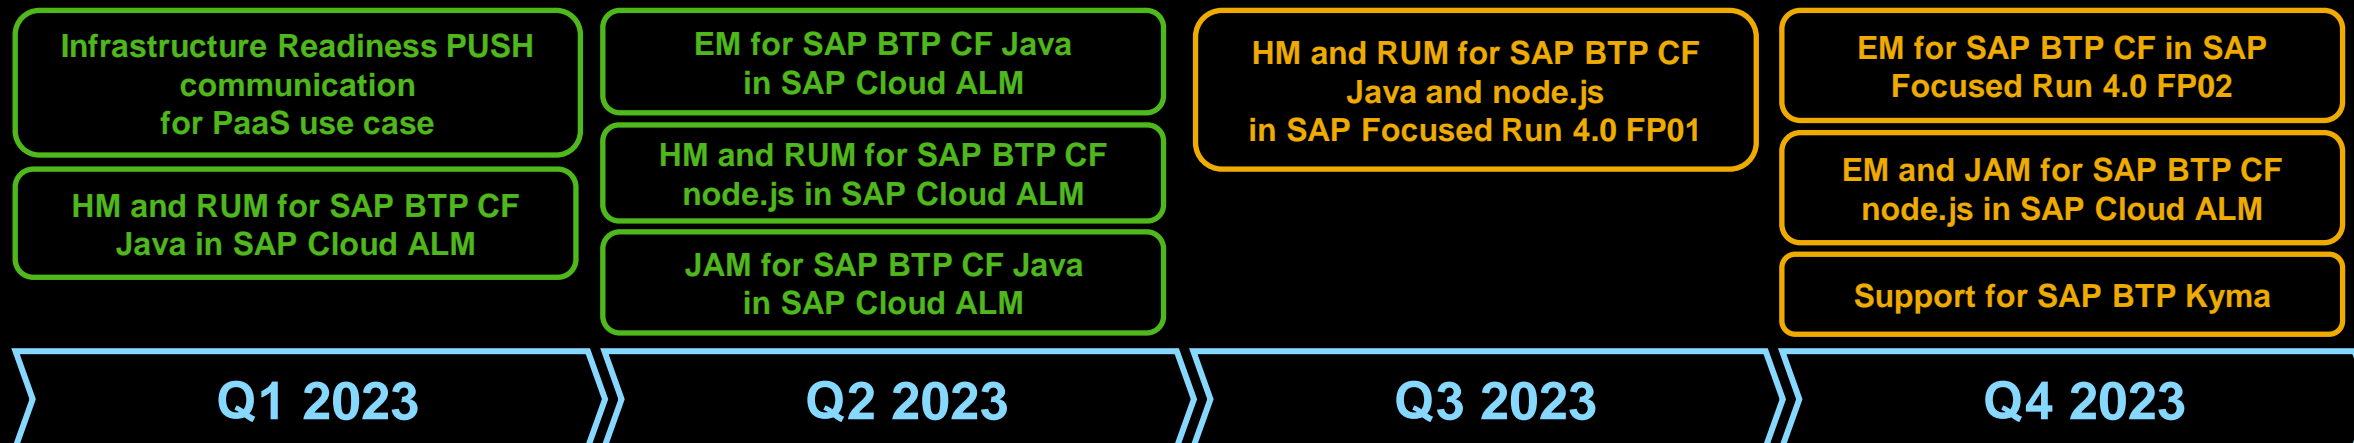 Infrastructure Readiness PUSH
communication
for PaaS use case
HM and RUM for SAP BTP CF
Java in SAP Cloud ALM
EM for SAP BTP CF Java
in SAP Cloud ALM
HM and RUM for SAP BTP CF
node.js in SAP Cloud ALM
JAM for SAP BTP CF Java
in SAP Cloud ALM
HM and RUM for SAP BTP CF
Java and node.js
in SAP Focused Run 4.0 FP01
EM for SAP BTP CF in SAP
Focused Run 4.0 FP02
EM and JAM for SAP BTP CF
node.js in SAP Cloud ALM
Support for SAP BTP Kyma
Q1 2023
Q2 2023
Q3 2023
Q4 2023